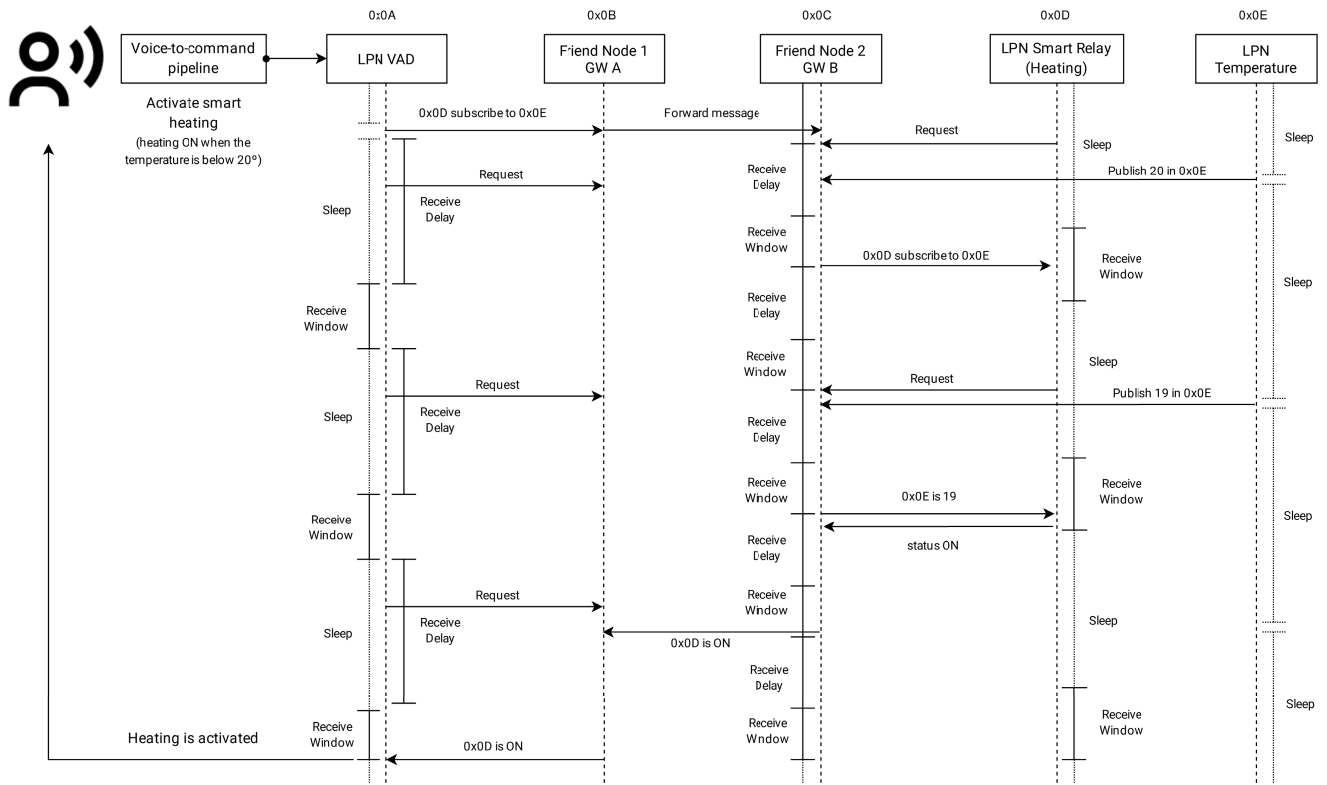 0x0A
0x0B
0x0C
0x0D
0x0E
Voice-to-command
pipeline
LPN VAD
Friend Node 1
GW A
Friend Node 2
GW B
LPN Smart Relay
(Heating)
LPN
Temperature
Activate smart
heating
(heating ON when the
temperature is below 20º)
0x0D subscribe to 0x0E
Forward message
Request
Sleep
Sleep
Request
Receive
Delay
Publish 20 in 0x0E
Sleep
Receive
Delay
Receive
Window
0x0D subscribe to 0x0E
Receive
Window
Sleep
Receive
Window
Receive
Delay
Receive
Window
Sleep
Request
Request
Publish 19 in 0x0E
Sleep
Receive
Delay
Receive
Delay
Receive
Window
0x0E is 19
Receive
Window
Sleep
Receive
Window
Receive
Delay
status ON
Request
Receive
Window
Sleep
Receive
Delay
0x0D is ON
Sleep
Receive
Delay
Sleep
Heating is activated
Receive
Window
0x0D is ON
Receive
Window
Receive
Window